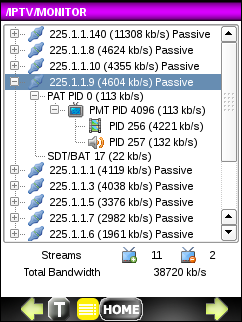 /IPTV/MONITOR
225.1.1.140 (11308 kb/s) Passive
225.1.1.8 (4624 kb/s) Passive
225.1.1.10 (4355 kb/s) Passive
225.1.1.9 (4604 kb/s) Passive
PAT PID 0 (113 kb/s)
PMT PID 4096 (113 kb/s)
PID 256 (4221 kb/s)
PID 257 (132 kb/s)
SDT/BAT 17 (22 kb/s)
225.1.1.1 (4119 kb/s) Passive
225.1.1.3 (4038 kb/s) Passive
225.1.1.5 (3376 kb/s) Passive
225.1.1.7 (2982 kb/s) Passive
225.1.1.6 (1961 kb/s) Passive
Streams 11 2
Total Bandwidth 38720 kb/s
T HOME